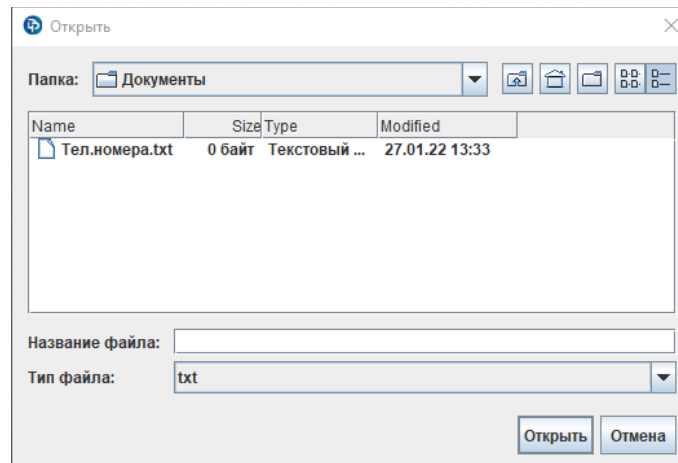 Открыть
Папка: Документы
Name Size Type Modified
Тел.номера.txt 0 байт Текстовый ... 27.01.22 13:33
Название файла:
Тип файла: txt
Открыть Отмена